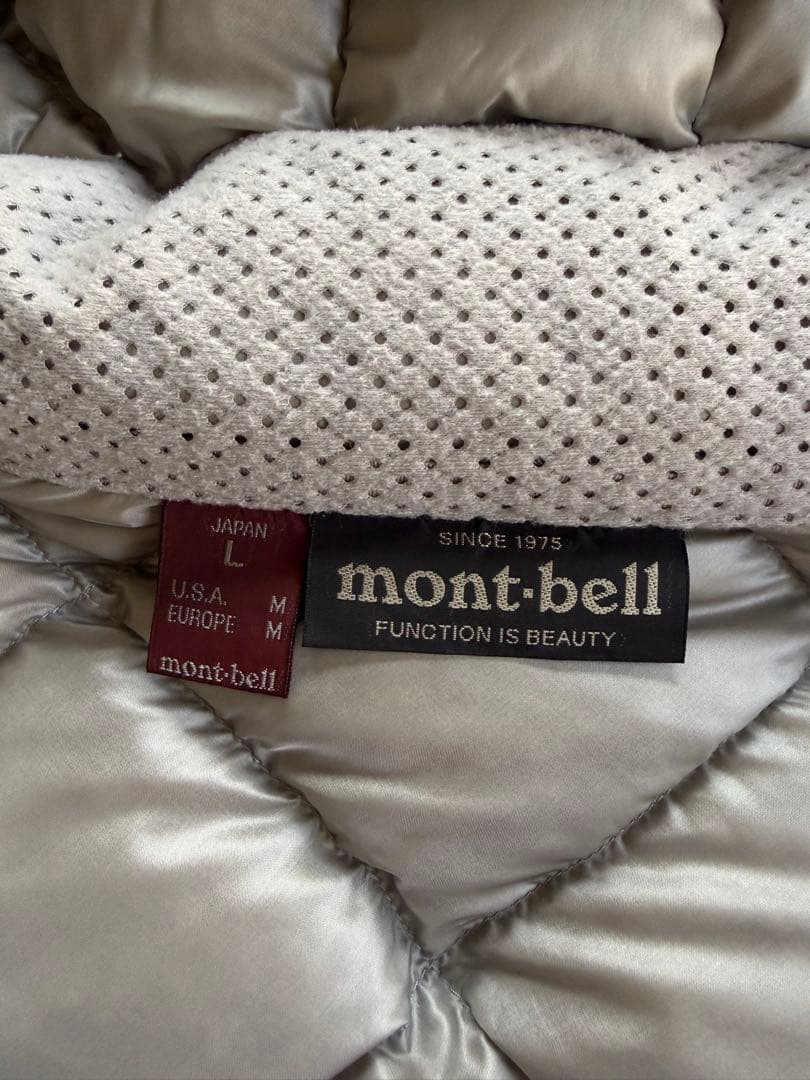 JAPAN
L
U.S.A. M
EUROPE M
mont-bell
SINCE 1975
mont-bell
FUNCTION IS BEAUTY